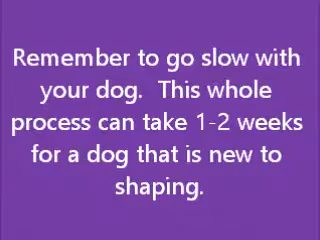 Remember to go slow with
your dog.  This whole
process can take 1-2 weeks
for a dog that is new to
shaping.